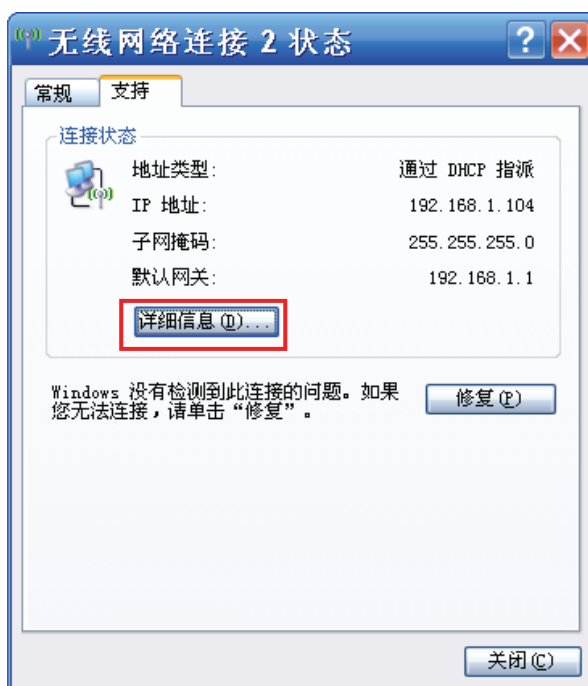 无线网络连接 2 状态
常规 支持
连接状态
地址类型: 通过 DHCP 指派
IP 地址: 192.168.1.104
子网掩码: 255.255.255.0
默认网关: 192.168.1.1
详细信息(D)...
Windows 没有检测到此连接的问题。如果
您无法连接，请单击“修复”。
修复(P)
关闭(C)